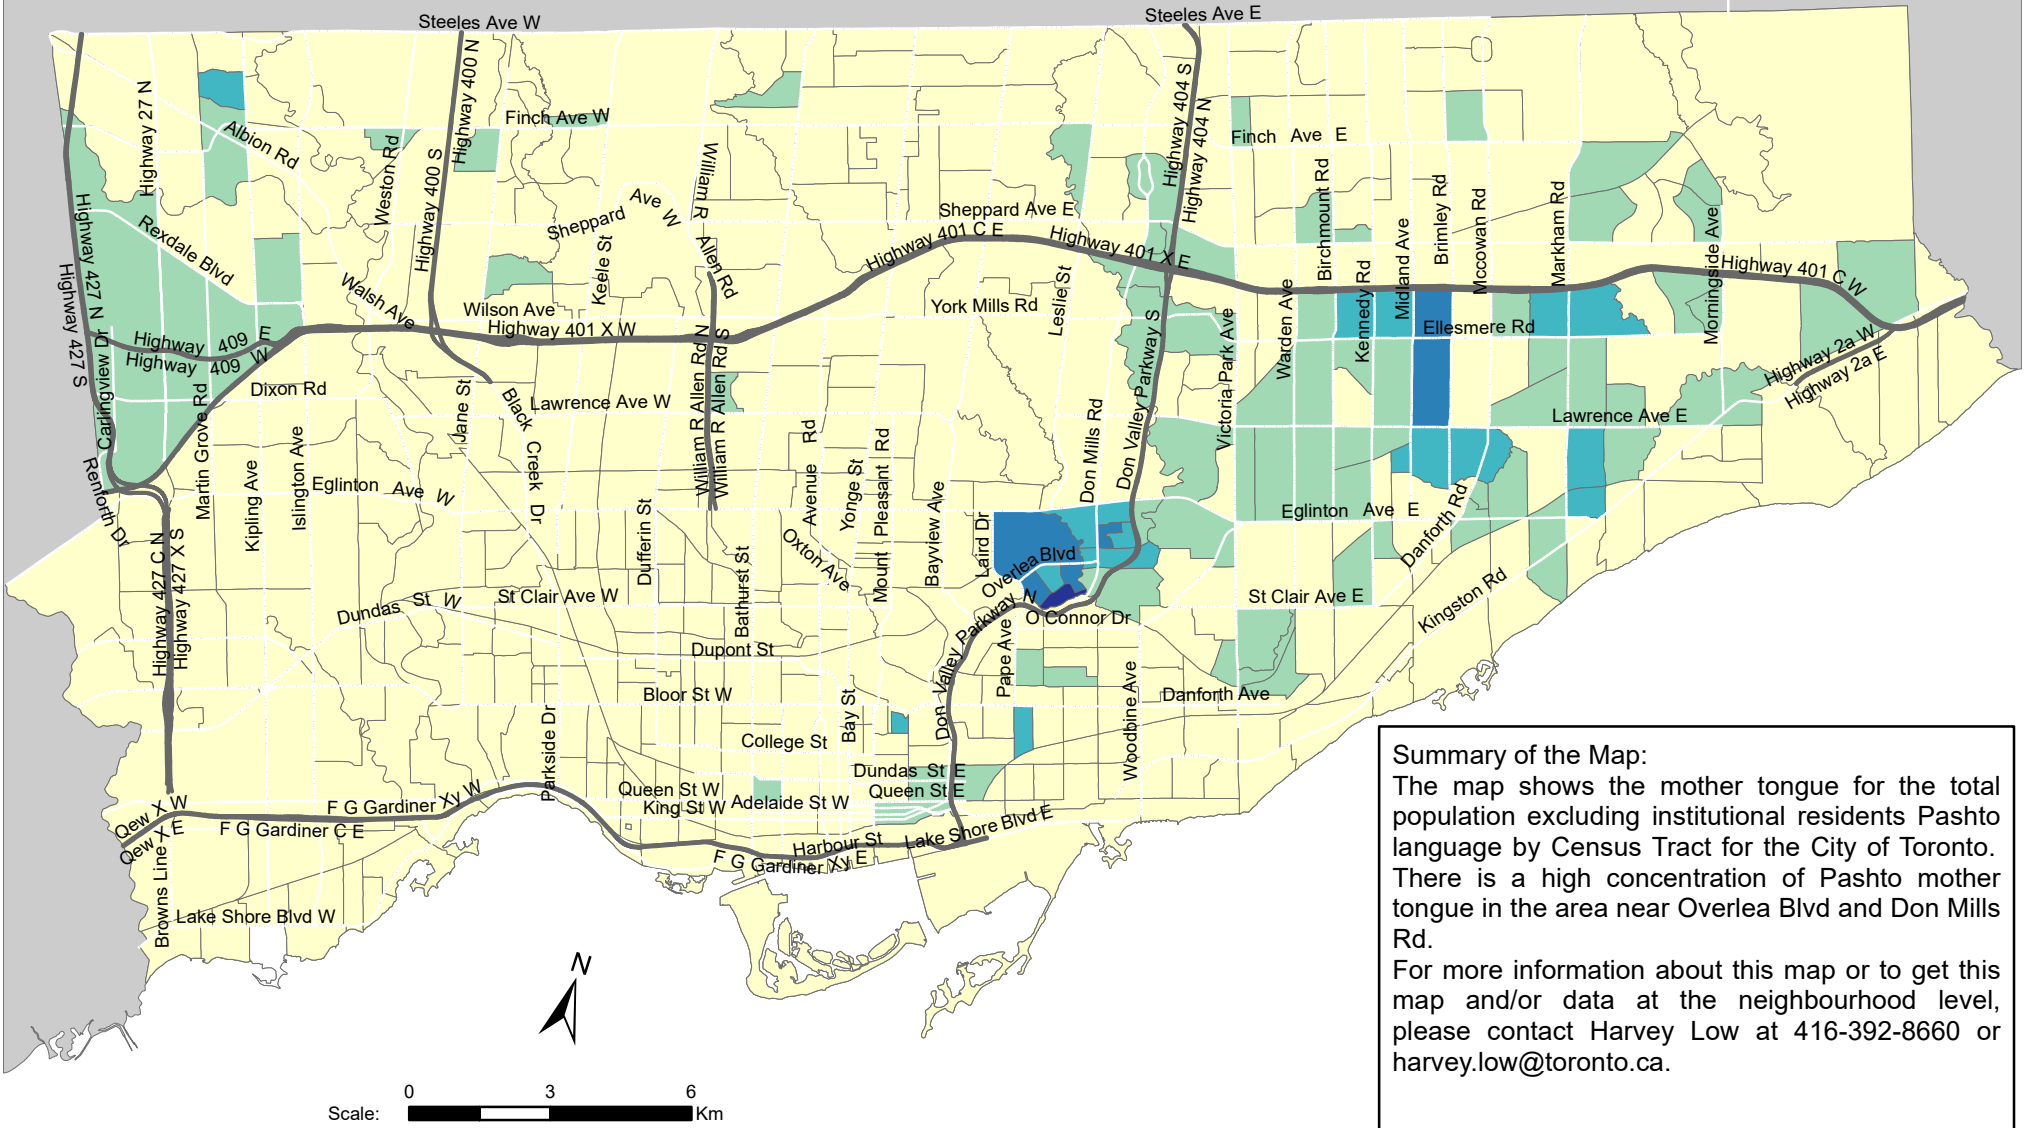 Steeles Ave W
Steeles Ave E
Highway 27 N
Highway 400 N
Highway 404 S
Highway 404 N
Finch Ave W
Finch Ave E
Albion Rd
Weston Rd
Highway 400 S
William R Allen Rd
Sheppard Ave W
Sheppard Ave E
Keele St
Birchmount Rd
Midland Ave
Brimley Rd
Mccowan Rd
Markham Rd
Morningside Ave
Highway 427 N
Highway 427 S
Rexdale Blvd
Highway 401 C E
Highway 401 X E
Highway 401 C W
Walsh Ave
Wilson Ave
Highway 401 X W
York Mills Rd
Leslie St
Warden Ave
Kennedy Rd
Ellesmere Rd
Highway 409 E
Highway 409 W
Carlingview Dr
Dixon Rd
Martin Grove Rd
Jane St
Black Creek Dr
Lawrence Ave W
William R Allen Rd N
William R Allen Rd S
Don Mills Rd
Don Valley Parkway S
Victoria Park Ave
Lawrence Ave E
Highway 2a W
Highway 2a E
Renforth Dr
Kipling Ave
Islington Ave
Eglinton Ave W
Dufferin St
Bathurst St
Avenue Rd
Yonge St
Mount Pleasant Rd
Oxton Ave
Bayview Ave
Laird Dr
Overlea Blvd
Eglinton Ave E
Danforth Rd
Kingston Rd
Highway 427 C N
Highway 427 X S
Dundas St W
St Clair Ave W
St Clair Ave E
Don Valley Parkway N
O Connor Dr
Pape Ave
Woodbine Ave
Dupont St
Bloor St W
Bay St
Danforth Ave
Parkside Dr
College St
Dundas St E
Queen St W
Queen St E
King St W
Adelaide St W
Qew X W
Qew X E
F G Gardiner Xy W
F G Gardiner C E
Harbour St
Lake Shore Blvd E
F G Gardiner Xy E
Browns Line
Lake Shore Blvd W
N
Scale:
0 3 6
Km
Summary of the Map:
The map shows the mother tongue for the total
population excluding institutional residents Pashto
language by Census Tract for the City of Toronto.
There is a high concentration of Pashto mother
tongue in the area near Overlea Blvd and Don Mills
Rd.
For more information about this map or to get this
map and/or data at the neighbourhood level,
please contact Harvey Low at 416-392-8660 or
harvey.low@toronto.ca.